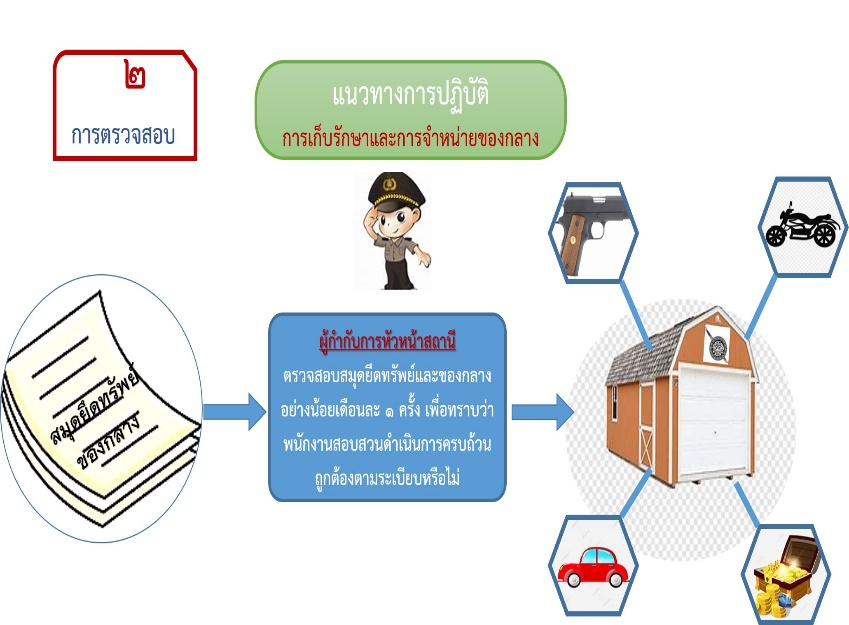 ๒
การตรวจสอบ
แนวทางการปฏิบัติ
การเก็บรักษาและการจำหน่ายของกลาง
สมุดยึดทรัพย์
ของกลาง
ผู้กำกับการหัวหน้าสถานี
ตรวจสอบสมุดยึดทรัพย์และของกลาง
อย่างน้อยเดือนละ ๑ ครั้ง เพื่อทราบว่า
พนักงานสอบสวนดำเนินการครบถ้วน
ถูกต้องตามระเบียบหรือไม่